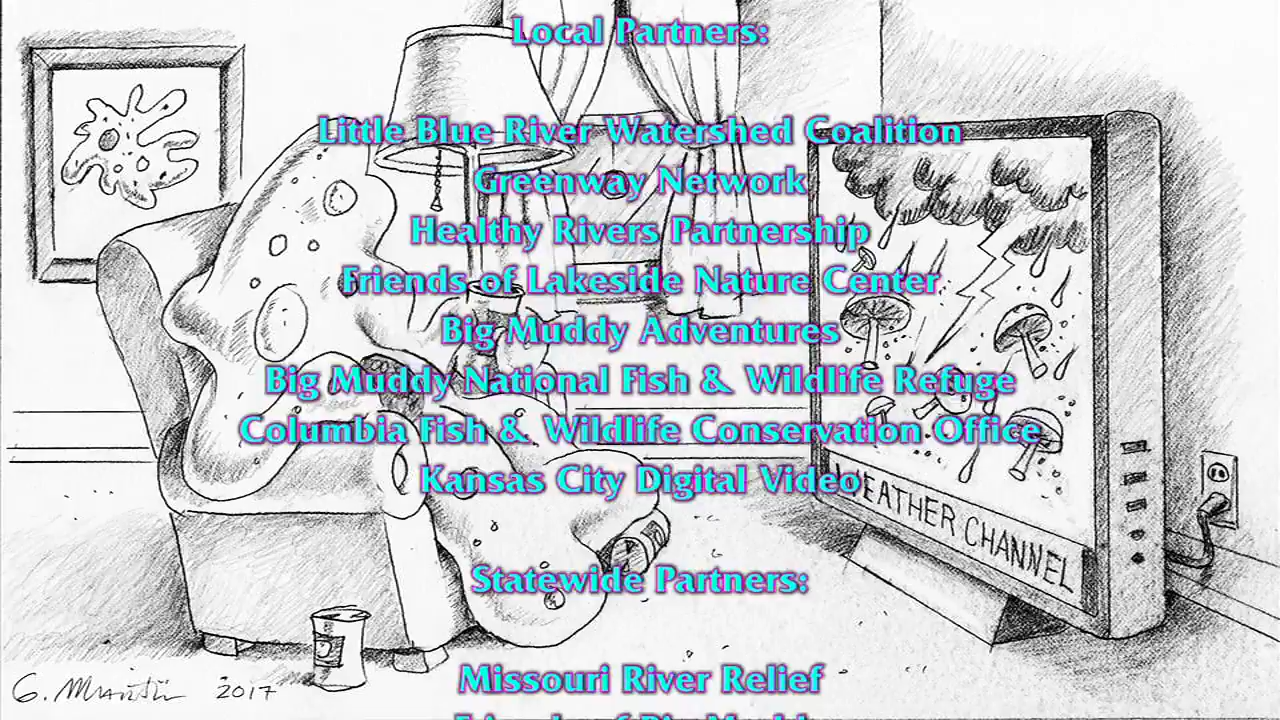 Local Partners:
Little Blue River Watershed Coalition
Greenway Network
Healthy Rivers Partnership
Friends of Lakeside Nature Center
Big Muddy Adventures
Big Muddy National Fish & Wildlife Refuge
Columbia Fish & Wildlife Conservation Office
Kansas City Digital Video
WEATHER CHANNEL
Statewide Partners:
Missouri River Relief
2017